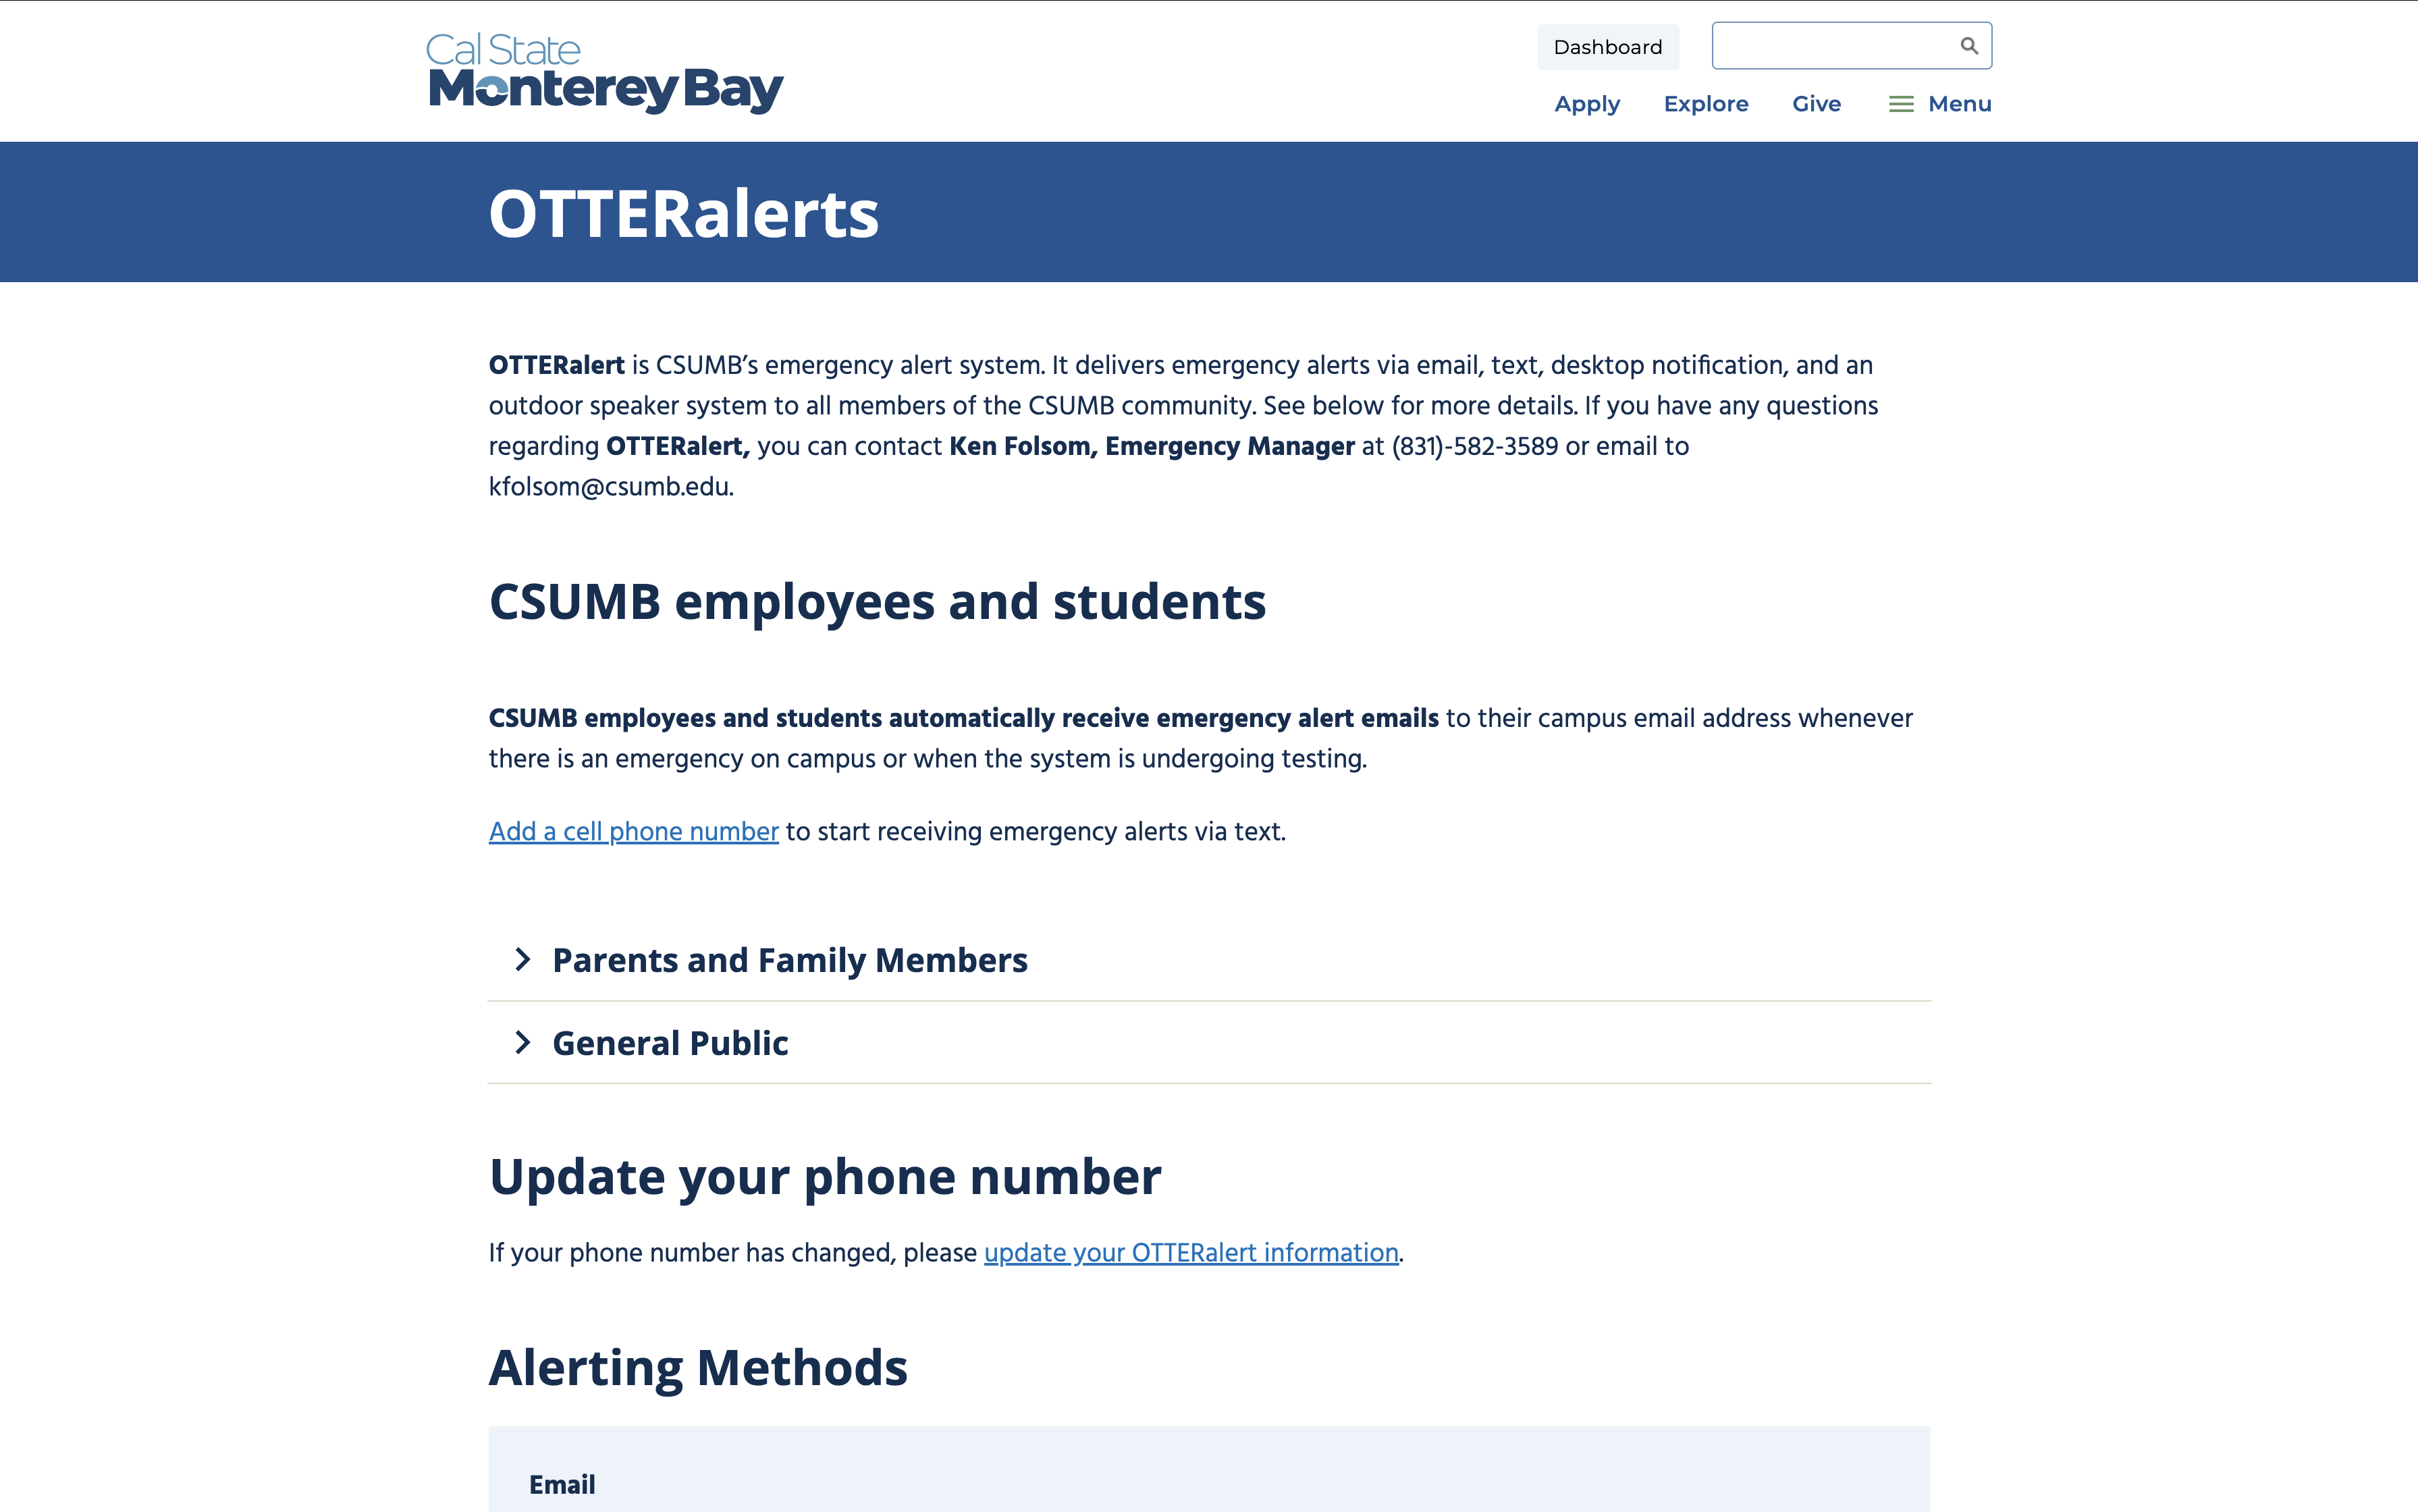 Cal State
Monterey Bay
Dashboard
Apply Explore Give Menu
OTTERalerts
OTTERalert is CSUMB’s emergency alert system. It delivers emergency alerts via email, text, desktop notification, and an
outdoor speaker system to all members of the CSUMB community. See below for more details. If you have any questions
regarding OTTERalert, you can contact Ken Folsom, Emergency Manager at (831)-582-3589 or email to
kfolsom@csumb.edu.
CSUMB employees and students
CSUMB employees and students automatically receive emergency alert emails to their campus email address whenever
there is an emergency on campus or when the system is undergoing testing.
Add a cell phone number to start receiving emergency alerts via text.
Parents and Family Members
General Public
Update your phone number
If your phone number has changed, please update your OTTERalert information.
Alerting Methods
Email